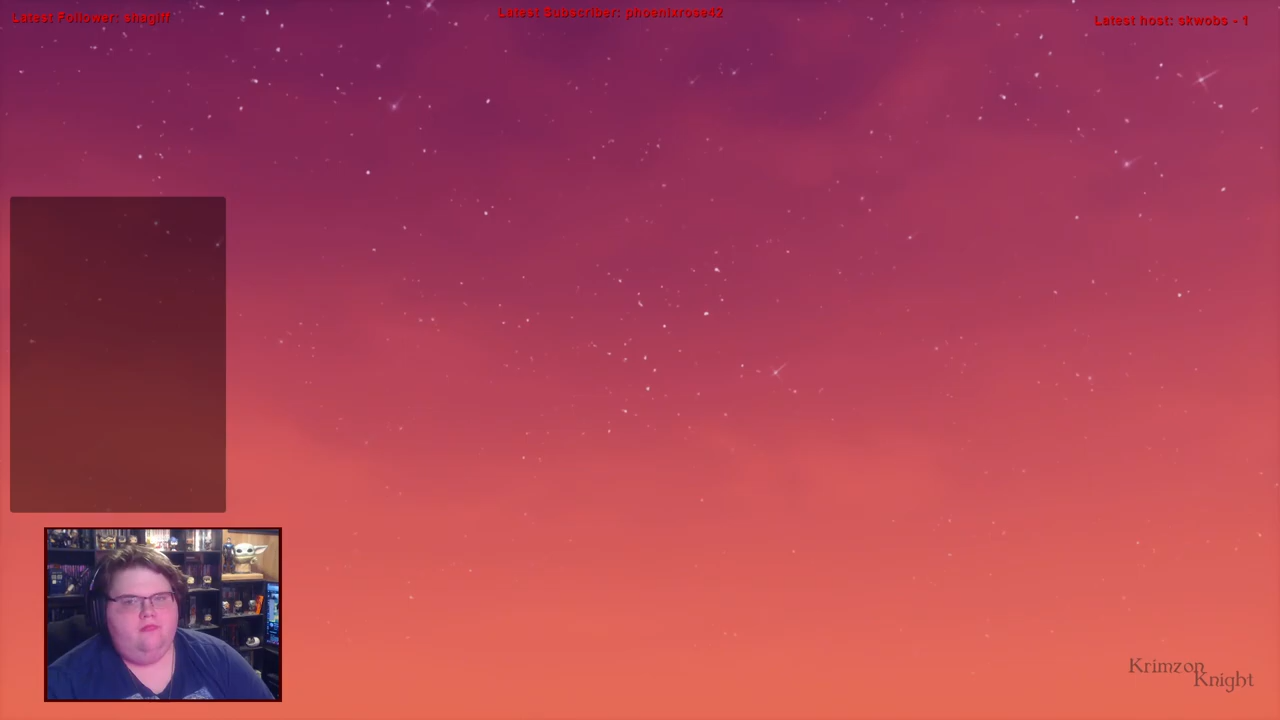 Latest Follower: shagiff
Latest Subscriber: phoenixrose42
Latest host: skwobs - 1
Krimzon
Knight